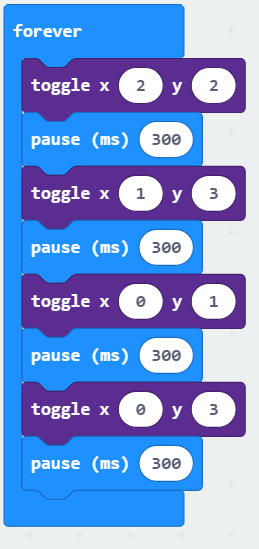 forever
toggle x 2 y 2
pause (ms) 300
toggle x 1 y 3
pause (ms) 300
toggle x 0 y 1
pause (ms) 300
toggle x 0 y 3
pause (ms) 300